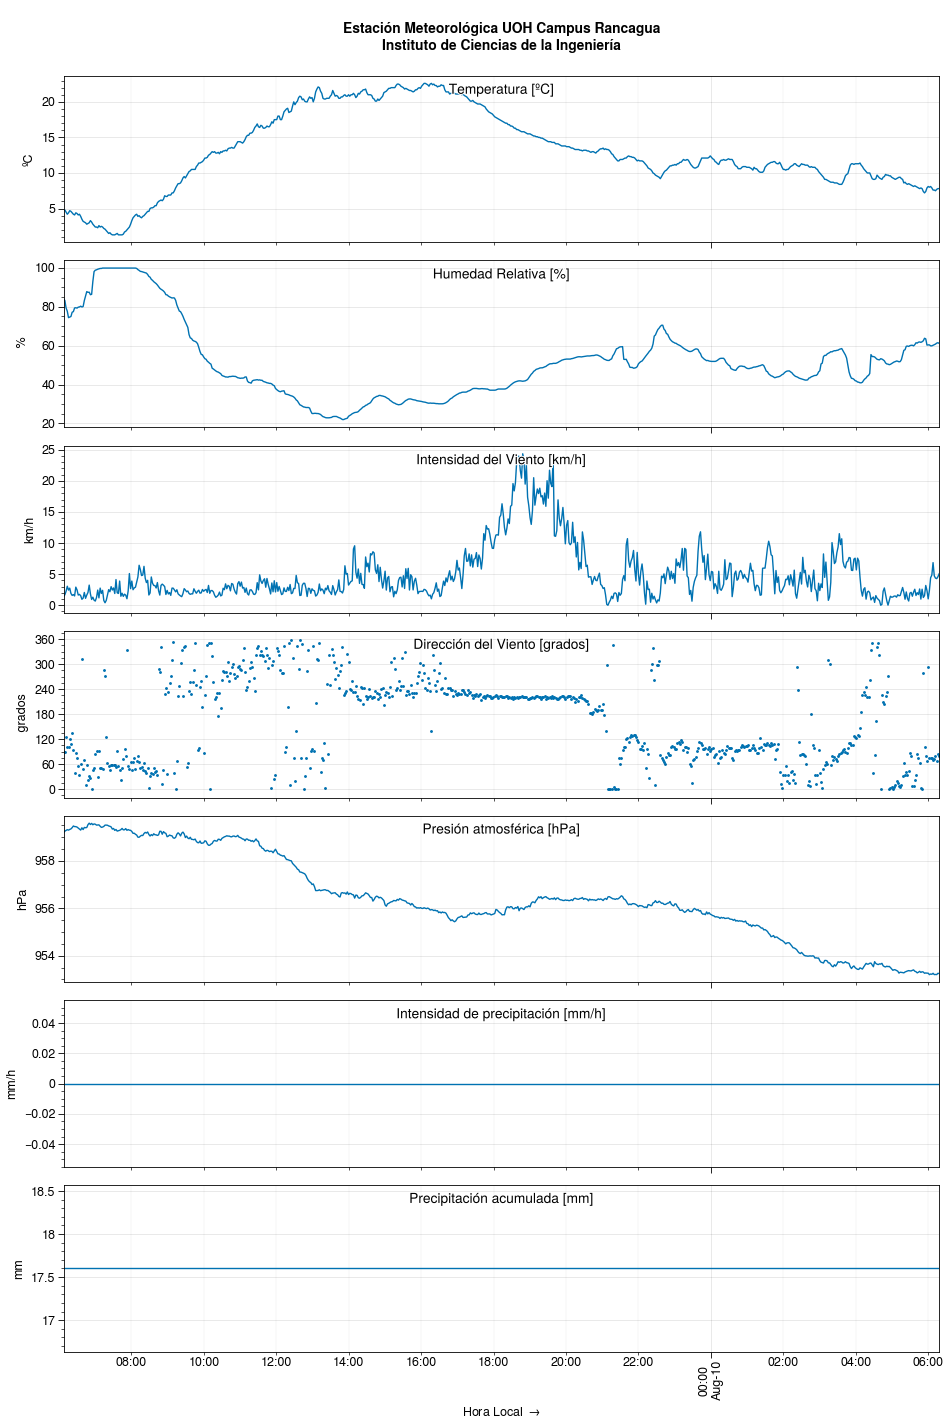 Estación Meteorológica UOH Campus Rancagua
Instituto de Ciencias de la Ingeniería
Temperatura [ºC]
ºC
20
15
10
5
Humedad Relativa [%]
%
100
80
60
40
20
Intensidad del Viento [km/h]
km/h
25
20
15
10
5
0
Dirección del Viento [grados]
grados
360
300
240
180
120
60
0
Presión atmosférica [hPa]
hPa
958
956
954
Intensidad de precipitación [mm/h]
mm/h
0.04
0.02
0
−0.02
−0.04
Precipitación acumulada [mm]
mm
18.5
18
17.5
17
08:00 10:00 12:00 14:00 16:00 18:00 20:00 22:00 00:00 02:00 04:00 06:00
Aug-10
Hora Local →